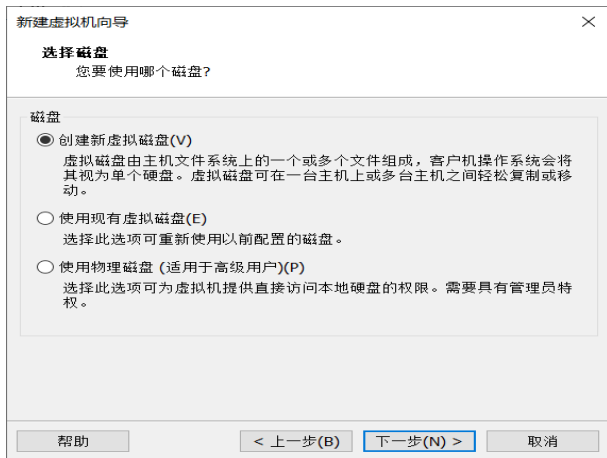 新建虚拟机向导
选择磁盘
您要使用哪个磁盘?
磁盘
创建新虚拟磁盘(V)
虚拟磁盘由主机文件系统上的一个或多个文件组成，客户机操作系统会将
其视为单个硬盘。虚拟磁盘可在一台主机上或多台主机之间轻松复制或移
动。
使用现有虚拟磁盘(E)
选择此选项可重新使用以前配置的磁盘。
使用物理磁盘 (适用于高级用户)(P)
选择此选项可为虚拟机提供直接访问本地硬盘的权限。需要具有管理员特
权。
帮助
< 上一步(B)
下一步(N) >
取消